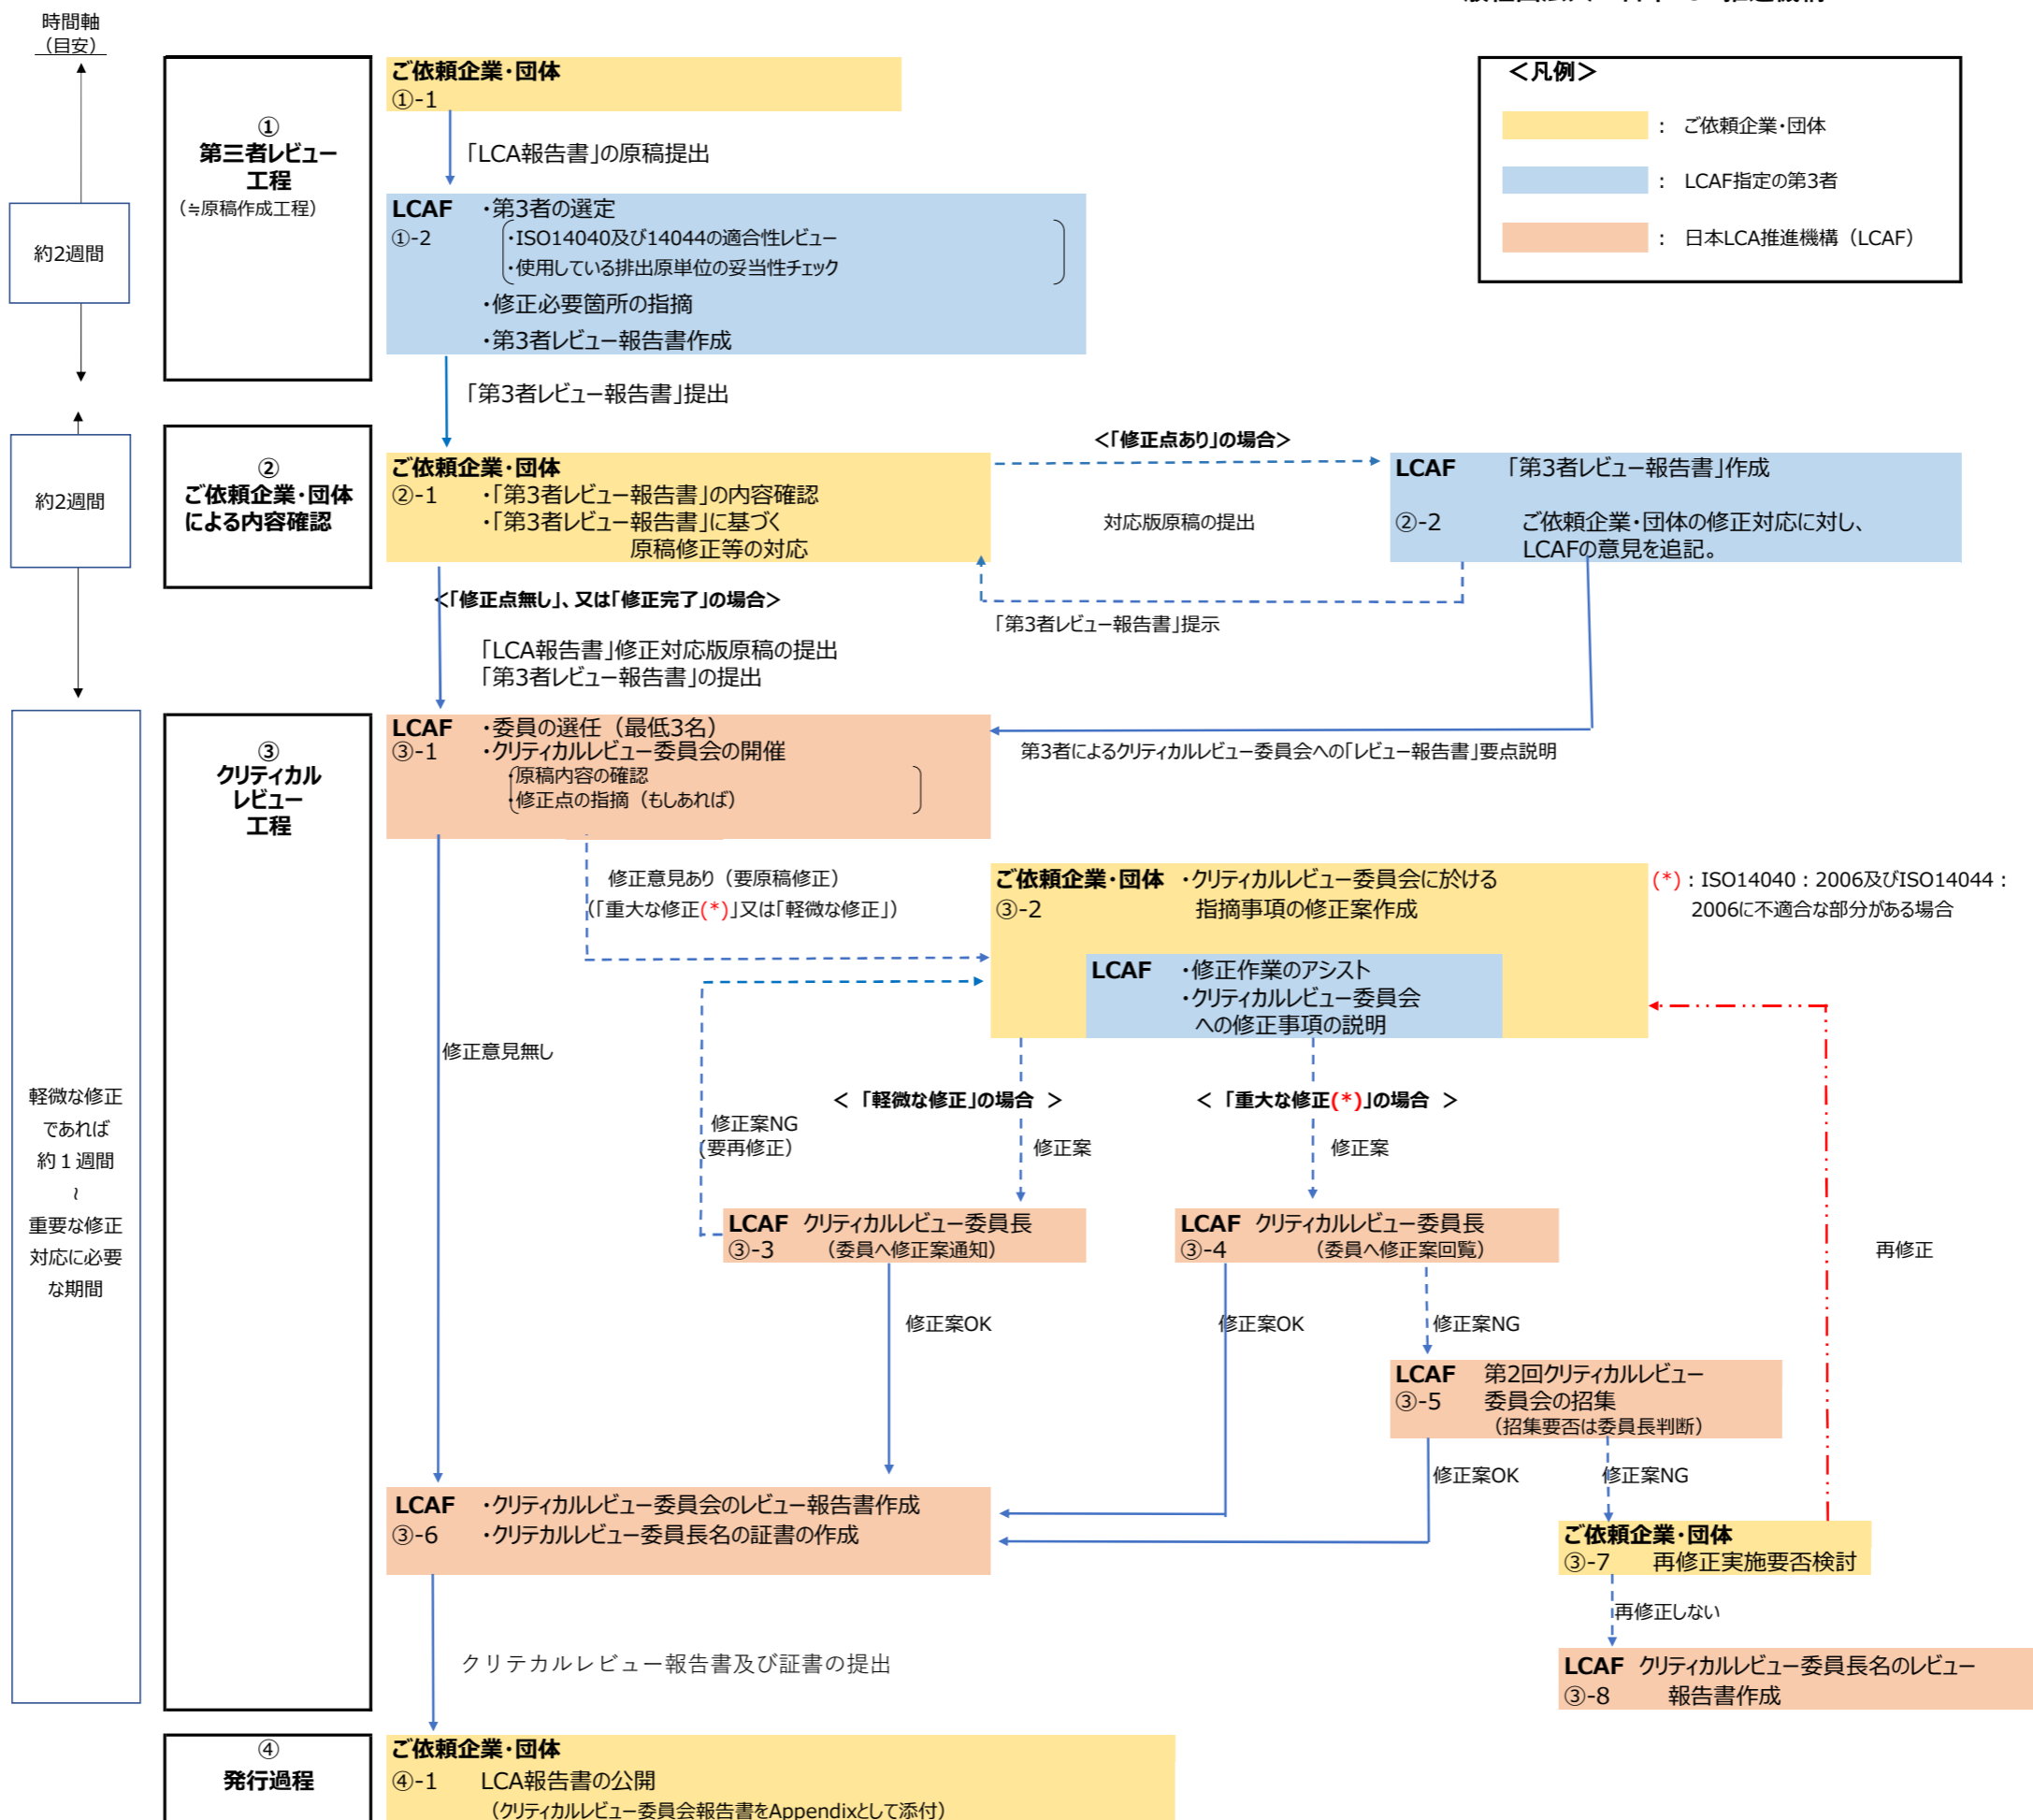 時間軸
（目安）
約2週間
約2週間
軽微な修正
であれば
約１週間
～
重要な修正
対応に必要
な期間
①
第三者レビュー
工程
（≒原稿作成工程）
②
ご依頼企業・団体
による内容確認
③
クリティカル
レビュー
工程
④
発行過程
＜凡例＞
： ご依頼企業・団体
： LCAF指定の第3者
： 日本LCA推進機構（LCAF）
ご依頼企業・団体
①-1
「LCA報告書」の原稿提出
LCAF ・第3者の選定
①-2 ・ISO14040及び14044の適合性レビュー
・使用している排出原単位の妥当性チェック
・修正必要箇所の指摘
・第3者レビュー報告書作成
「第3者レビュー報告書」提出
ご依頼企業・団体
②-1 ・「第3者レビュー報告書」の内容確認
・「第3者レビュー報告書」に基づく
原稿修正等の対応
＜「修正点あり」の場合＞
対応版原稿の提出
LCAF 「第3者レビュー報告書」作成
②-2 ご依頼企業・団体の修正対応に対し、
LCAFの意見を追記。
「第3者レビュー報告書」提示
＜「修正点無し」、又は「修正完了」の場合＞
「LCA報告書」修正対応版原稿の提出
「第3者レビュー報告書」の提出
LCAF ・委員の選任（最低3名）
③-1 ・クリティカルレビュー委員会の開催
・原稿内容の確認
・修正点の指摘（もしあれば）
第3者によるクリティカルレビュー委員会への「レビュー報告書」要点説明
修正意見あり（要原稿修正）
（「重大な修正(*)」又は「軽微な修正」）
ご依頼企業・団体 ・クリティカルレビュー委員会に於ける
③-2 指摘事項の修正案作成
(*)：ISO14040：2006及びISO14044：
2006に不適合な部分がある場合
LCAF ・修正作業のアシスト
・クリティカルレビュー委員会
への修正事項の説明
修正意見無し
＜ 「軽微な修正」の場合 ＞
＜ 「重大な修正(*)」の場合 ＞
修正案NG
（要再修正）
修正案
修正案
LCAF クリティカルレビュー委員長
③-3 （委員へ修正案通知）
LCAF クリティカルレビュー委員長
③-4 （委員へ修正案回覧）
再修正
修正案OK
修正案OK
修正案NG
LCAF 第2回クリティカルレビュー
③-5 委員会の招集
（招集要否は委員長判断）
修正案OK
修正案NG
LCAF ・クリティカルレビュー委員会のレビュー報告書作成
③-6 ・クリテカルレビュー委員長名の証書の作成
ご依頼企業・団体
③-7 再修正実施要否検討
再修正しない
LCAF クリティカルレビュー委員長名のレビュー
③-8 報告書作成
クリテカルレビュー報告書及び証書の提出
ご依頼企業・団体
④-1 LCA報告書の公開
（クリティカルレビュー委員会報告書をAppendixとして添付）